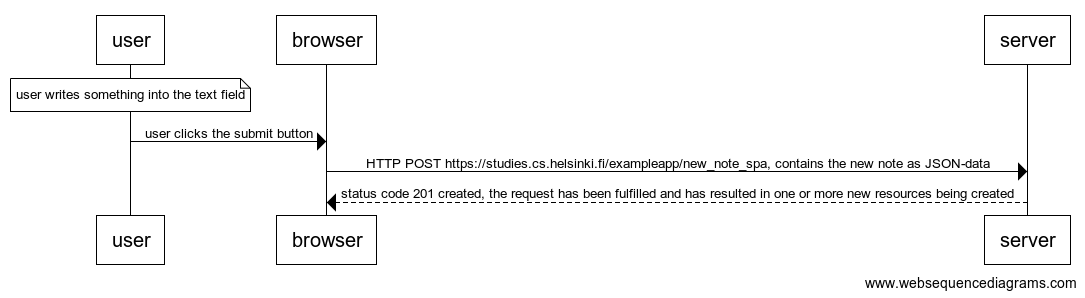 user
browser
server
user writes something into the text field
user clicks the submit button
HTTP POST https://studies.cs.helsinki.fi/exampleapp/new_note_spa, contains the new note as JSON-data
status code 201 created, the request has been fulfilled and has resulted in one or more new resources being created
user
browser
server
www.websequencediagrams.com